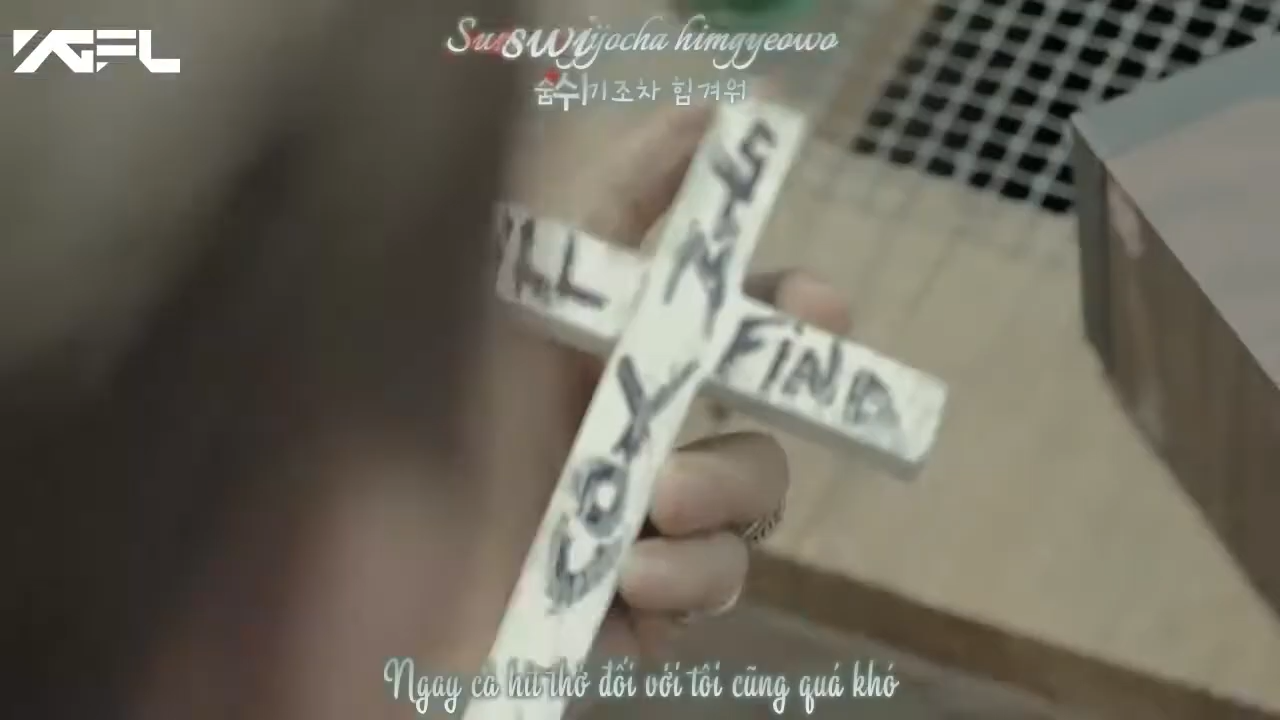 YGFL
Sumswigijocha himgyeowo
숨쉬기조차 힘겨워
LL
FiND
YOU
Ngay cả hít thở đối với tôi cũng quá khó